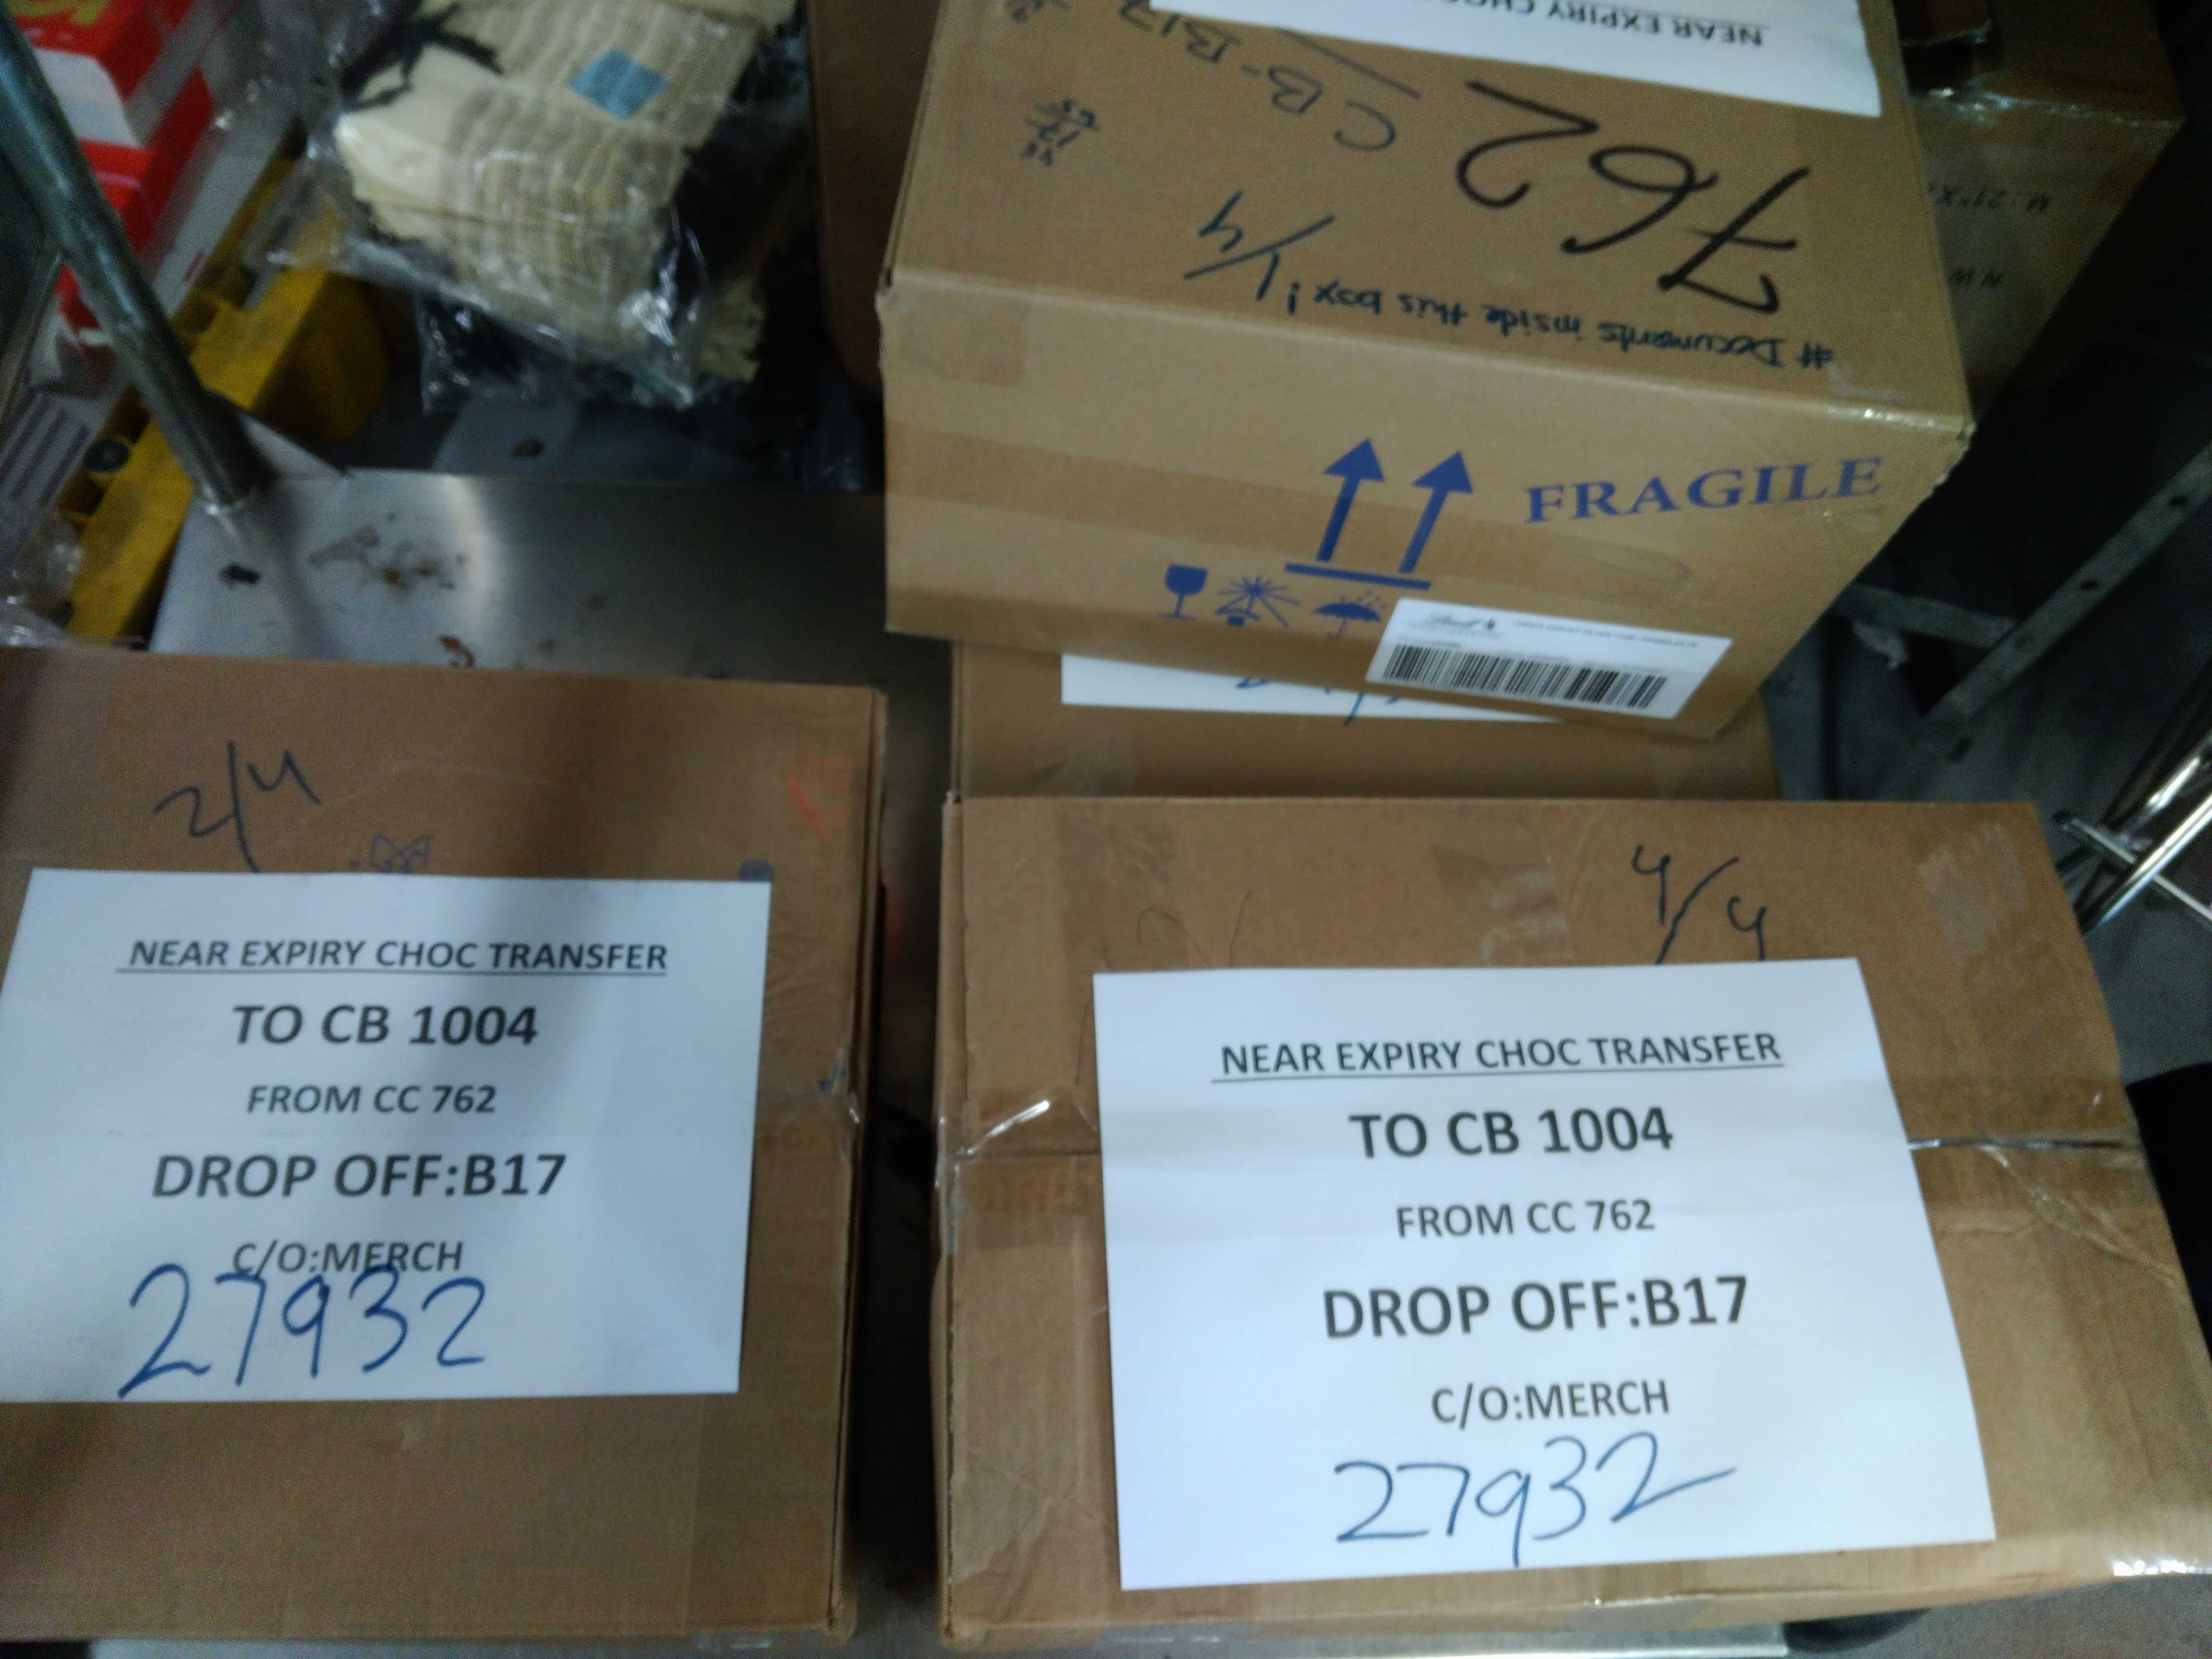 NEAR EXPIRY
CB-B17
762
1/4
# Documents inside this box!
FRAGILE
2/4
NEAR EXPIRY CHOC TRANSFER
TO CB 1004
FROM CC 762
DROP OFF:B17
C/O:MERCH
27932
4/4
NEAR EXPIRY CHOC TRANSFER
TO CB 1004
FROM CC 762
DROP OFF:B17
C/O:MERCH
27932